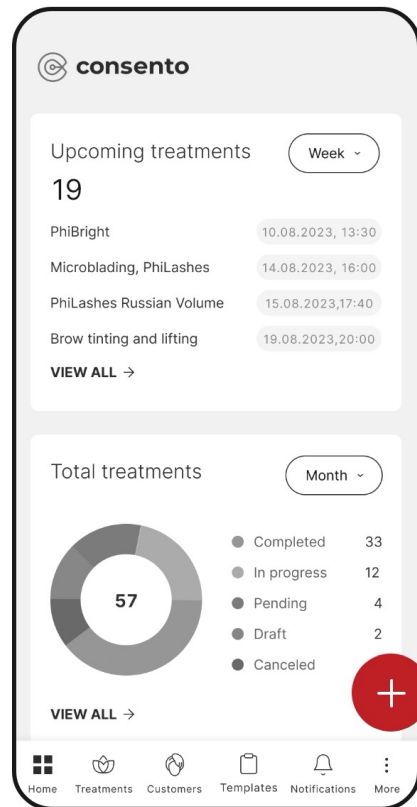 consento
Upcoming treatments Week
19
PhiBright 10.08.2023, 13:30
Microblading, PhiLashes 14.08.2023, 16:00
PhiLashes Russian Volume 15.08.2023,17:40
Brow tinting and lifting 19.08.2023,20:00
VIEW ALL →
Total treatments Month
57
Completed 33
In progress 12
Pending 4
Draft 2
Canceled
VIEW ALL →
Home Treatments Customers Templates Notifications More